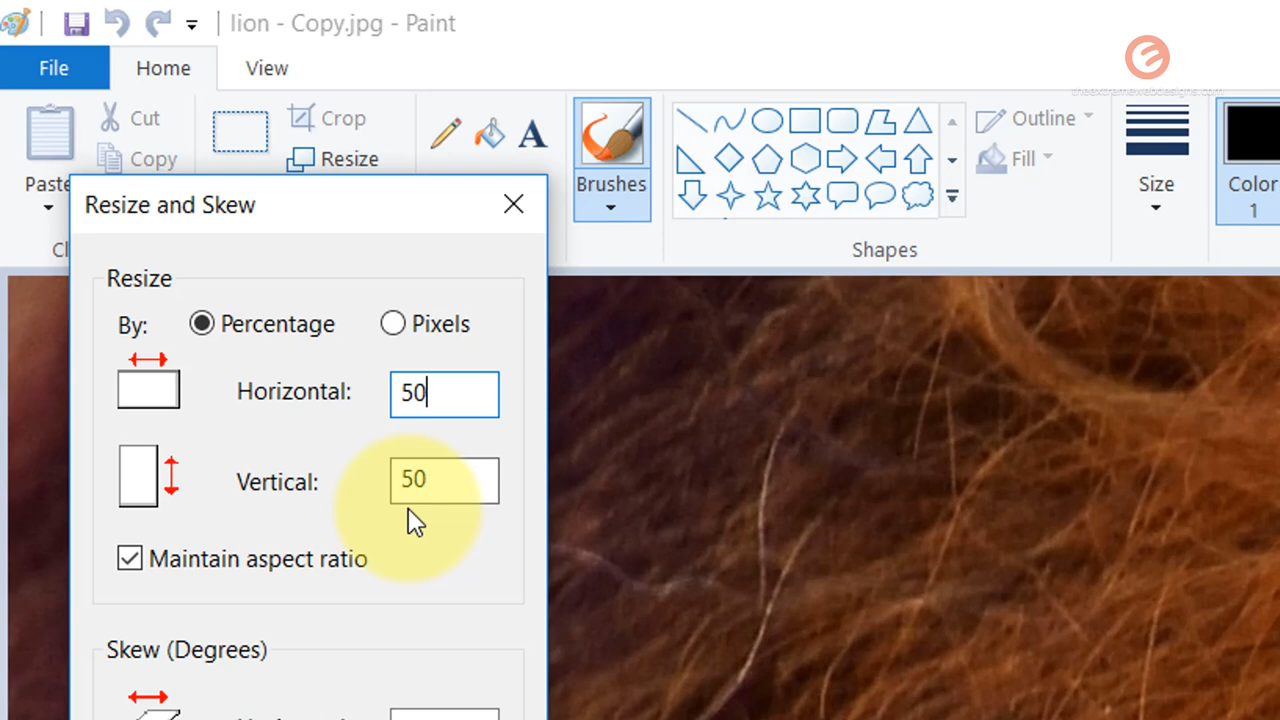 lion - Copy.jpg - Paint
File Home View
Cut Crop Outline
Copy Resize Fill
Paste Brushes Size Color
1
Resize and Skew
Cl Shapes
Resize
By: Percentage Pixels
Horizontal: 50
Vertical: 50
Maintain aspect ratio
Skew (Degrees)